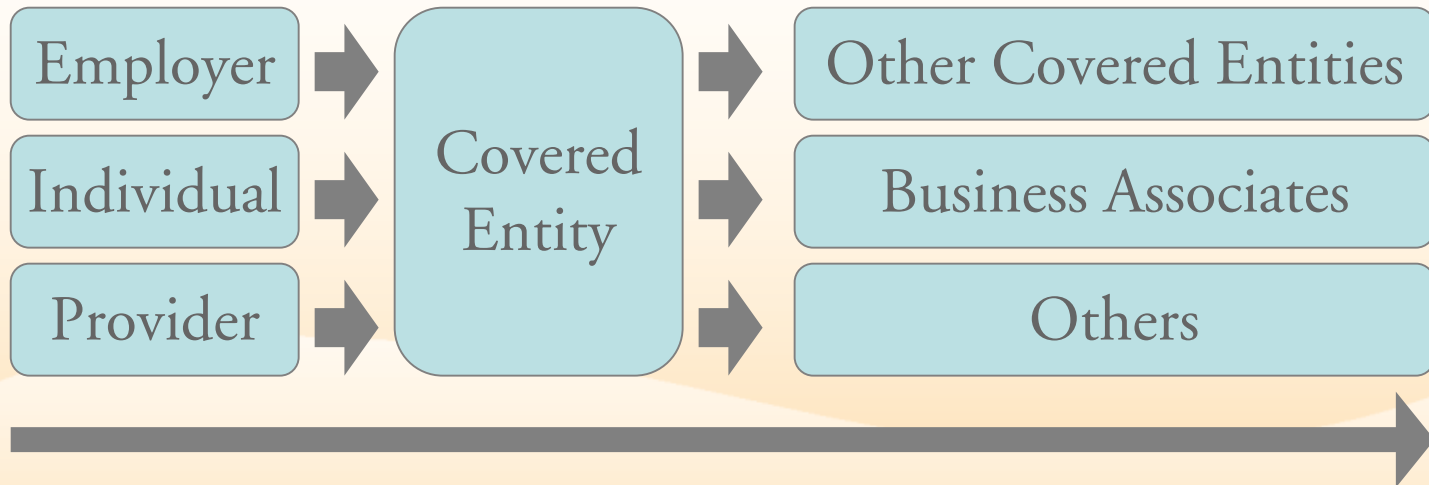 Employer
Individual
Provider
Covered
Entity
Other Covered Entities
Business Associates
Others